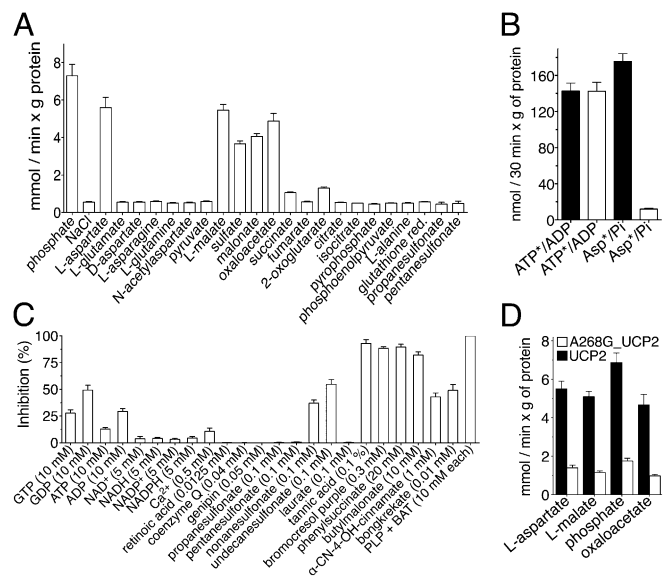 A
mmol / min x g protein
8
6
4
2
0
phosphate
NaCl
L-aspartate
L-glutamate
D-aspartate
L-asparagine
L-glutamine
N-acetylaspartate
pyruvate
L-malate
sulfate
malonate
oxaloacetate
succinate
fumarate
2-oxoglutarate
citrate
isocitrate
pyrophosphate
phosphoenolpyruvate
L-alanine
glutathione red.
propanesulfonate
pentanesulfonate
B
nmol / 30 min x g of protein
160
120
80
40
0
ATP*/ADP
ATP*/ADP
Asp*/Pi
Asp*/Pi
C
Inhibition (%)
100
75
50
25
0
GTP (10 mM)
GDP (10 mM)
ATP (10 mM)
ADP (10 mM)
NAD⁺ (5 mM)
NADH (5 mM)
NADP⁺ (5 mM)
NADPH (5 mM)
Ca²⁺ (0.5 mM)
retinoic acid (0.0125 mM)
coenzyme Q (0.04 mM)
genipin (0.05 mM)
propanesulfonate (0.1 mM)
pentanesulfonate (0.1 mM)
nonanesulfonate (0.1 mM)
undecanesulfonate (0.1 mM)
laurate (0.1 mM)
tannic acid (0.1 %)
bromocresol purple (0.3 mM)
phenylsuccinate (20 mM)
butylmalonate (10 mM)
α-CN-4-OH-cinnamate (1 mM)
bongkrekate (0.01 mM)
PLP + BAT (10 mM each)
D
mmol / min x g of protein
8
6
4
2
0
A268G_UCP2
UCP2
L-aspartate
L-malate
phosphate
oxaloacetate